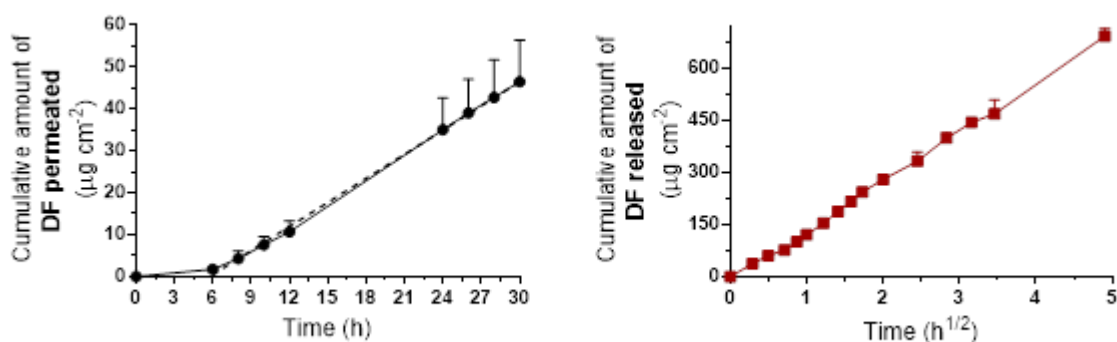 Cumulative amount of
DF permeated
(μg cm-2)
60
50
40
30
20
10
0
0 3 6 9 12 15 18 21 24 27 30
Time (h)
Cumulative amount of
DF released
(μg cm-2)
600
450
300
150
0
0 1 2 3 4 5
Time (h1/2)